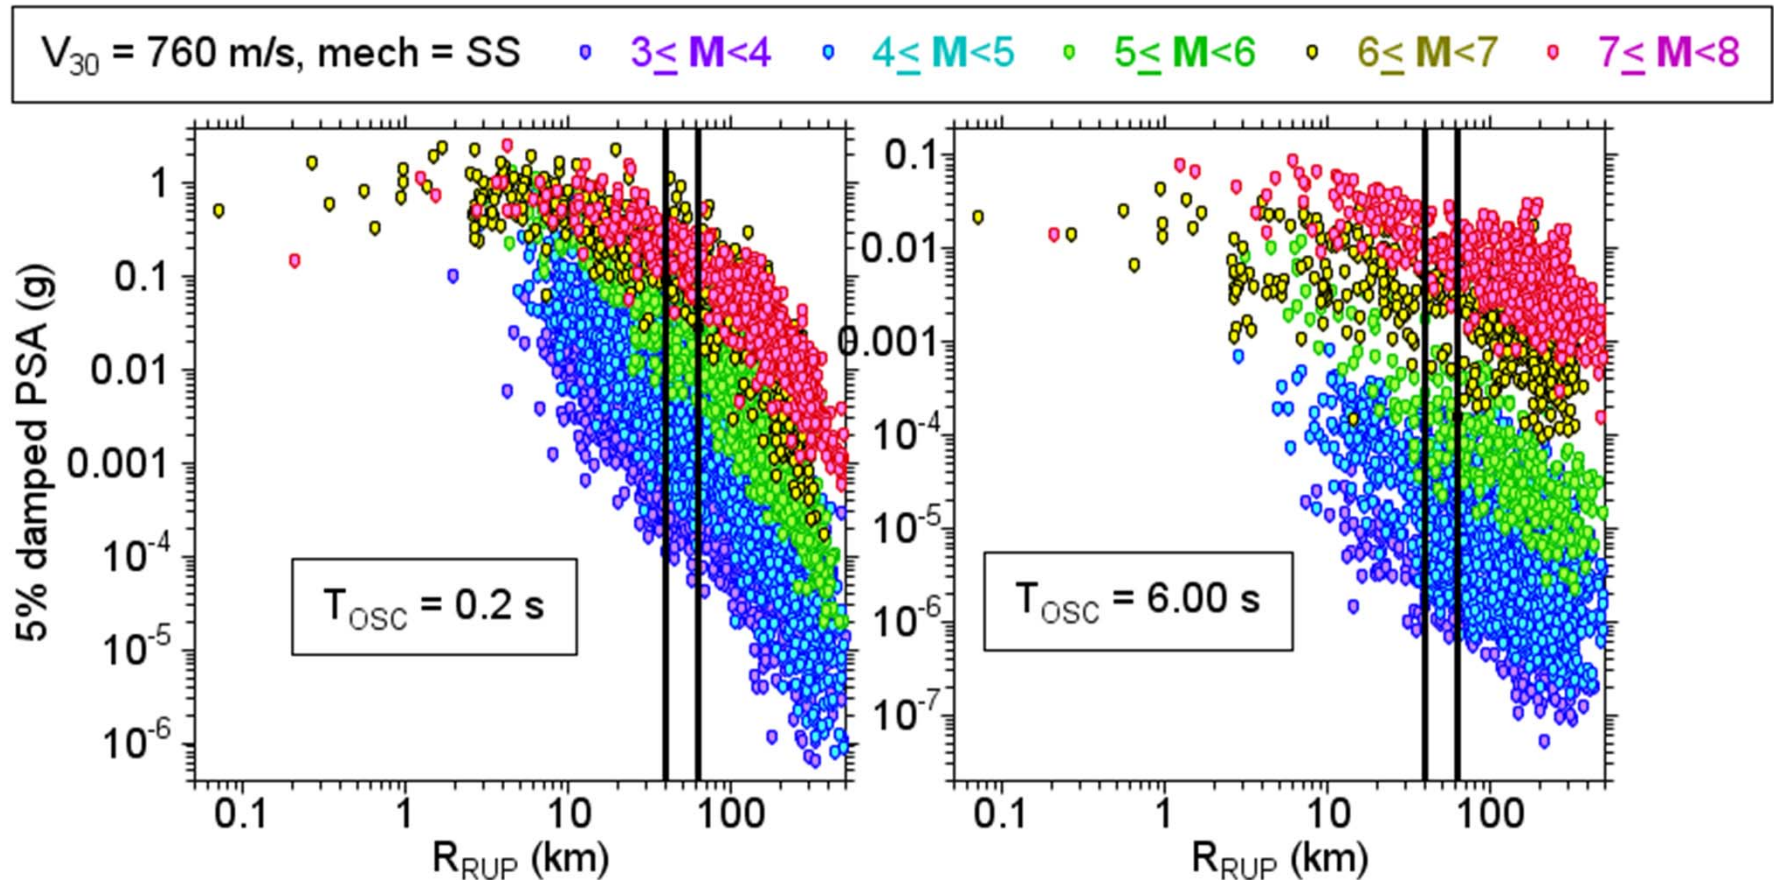 V30 = 760 m/s, mech = SS 3≤ M<4 4≤ M<5 5≤ M<6 6≤ M<7 7≤ M<8
5% damped PSA (g)
1
0.1
0.01
0.001
10-4
10-5
10-6
TOSC = 0.2 s
0.1 1 10 100
RRUP (km)
0.1
0.01
0.001
10-4
10-5
10-6
10-7
TOSC = 6.00 s
0.1 1 10 100
RRUP (km)